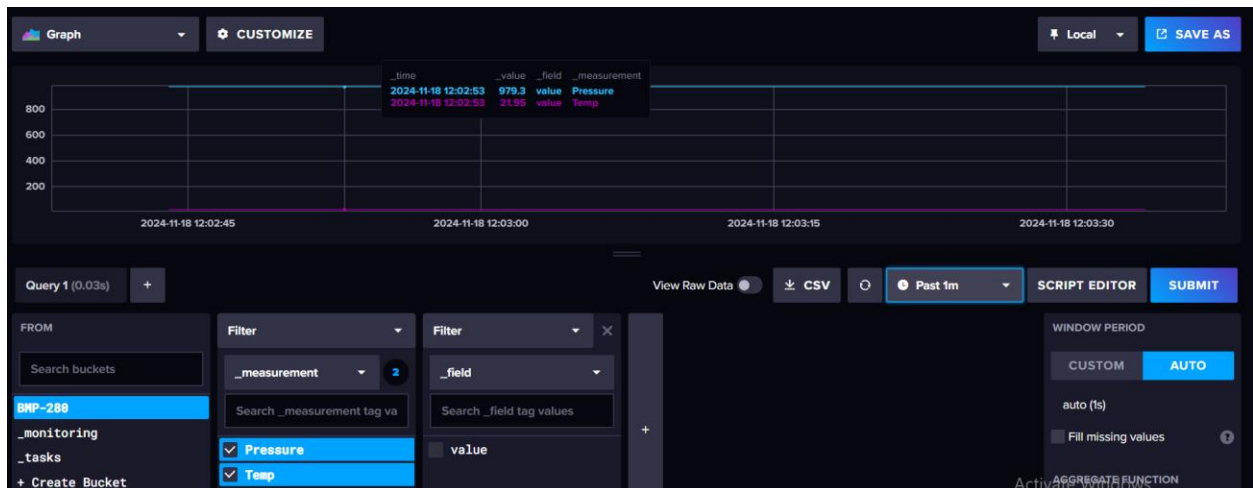 Graph
CUSTOMIZE
Local
SAVE AS
_time _value _field _measurement
2024-11-18 12:02:53 979.3 value Pressure
2024-11-18 12:02:53 21.95 value Temp
800
600
400
200
2024-11-18 12:02:45 2024-11-18 12:03:00 2024-11-18 12:03:15 2024-11-18 12:03:30
Query 1 (0.03s)
+
View Raw Data
CSV
Past 1m
SCRIPT EDITOR
SUBMIT
FROM
Search buckets
BMP-280
_monitoring
_tasks
+ Create Bucket
Filter
_measurement 2
Search _measurement tag va
Pressure
Temp
Filter
_field
Search _field tag values
value
+
WINDOW PERIOD
CUSTOM AUTO
auto (1s)
Fill missing values ?
AGGREGATE FUNCTION
Activate Windows